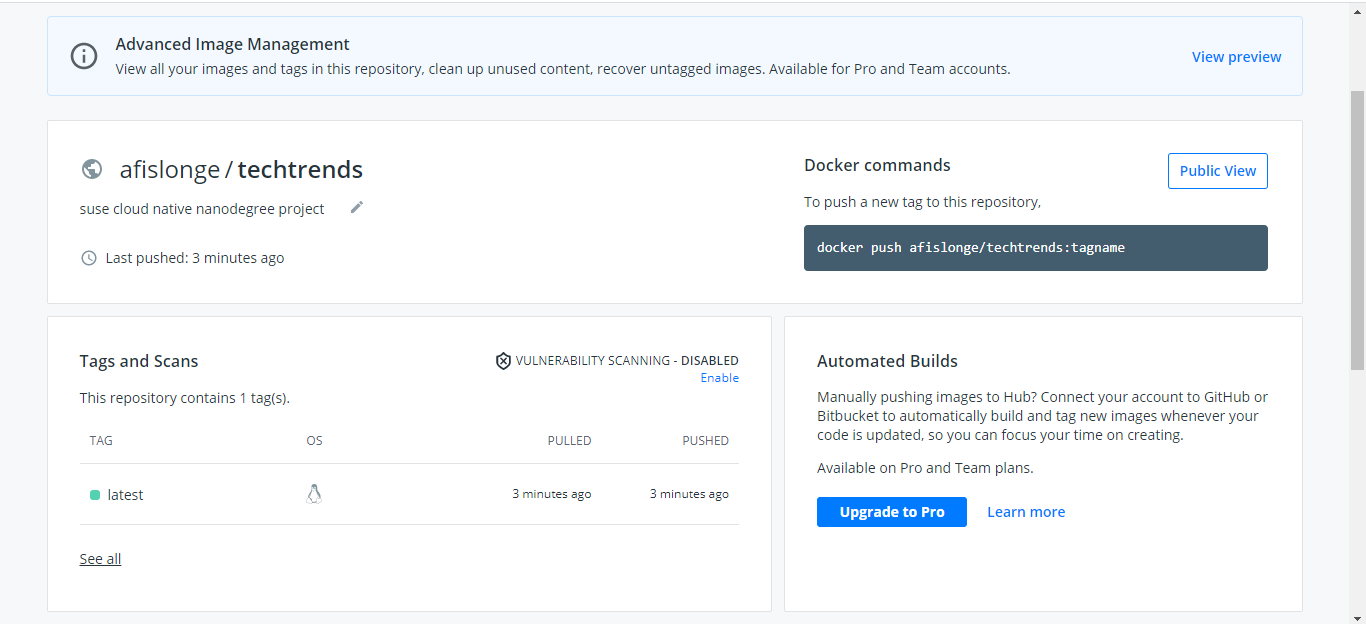 Advanced Image Management
View all your images and tags in this repository, clean up unused content, recover untagged images. Available for Pro and Team accounts.
View preview
afislonge / techtrends
suse cloud native nanodegree project
Last pushed: 3 minutes ago
Docker commands
Public View
To push a new tag to this repository,
docker push afislonge/techtrends:tagname
Tags and Scans
VULNERABILITY SCANNING - DISABLED
Enable
This repository contains 1 tag(s).
TAG OS PULLED PUSHED
latest 3 minutes ago 3 minutes ago
See all
Automated Builds
Manually pushing images to Hub? Connect your account to GitHub or
Bitbucket to automatically build and tag new images whenever your
code is updated, so you can focus your time on creating.
Available on Pro and Team plans.
Upgrade to Pro Learn more